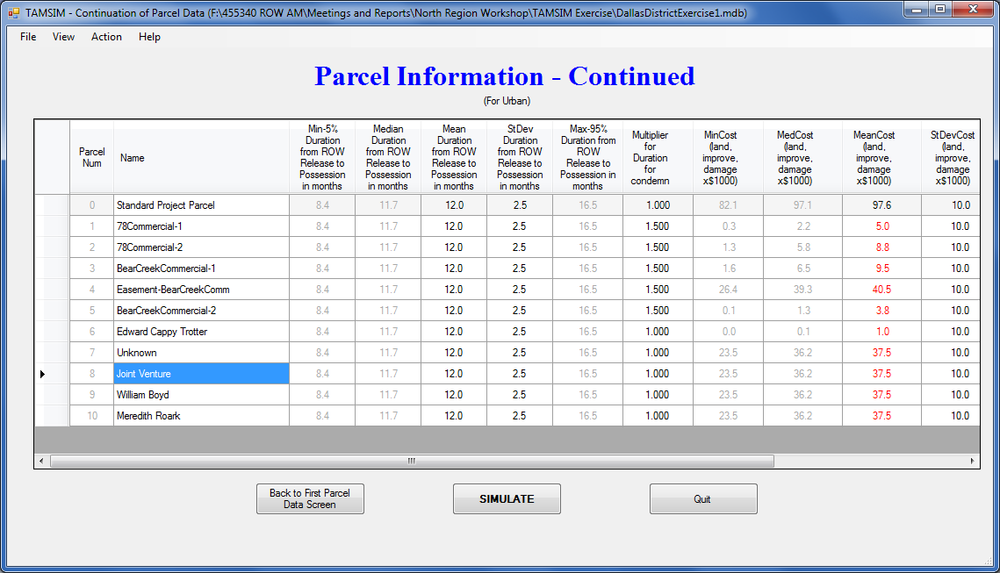 TAMSIM - Continuation of Parcel Data (F:\455340 ROW AM\Meetings and Reports\North Region Workshop\TAMSIM Exercise\DallasDistrictExercise1.mdb)
File View Action Help
Parcel Information - Continued
(For Urban)
Parcel Num Name Min-5% Duration from ROW Release to Possession in months Median Duration from ROW Release to Possession in months Mean Duration from ROW Release to Possession in months StDev Duration from ROW Release to Possession in months Max-95% Duration from ROW Release to Possession in months Multiplier for Duration for condemn MinCost (land, improve, damage x$1000) MedCost (land, improve, damage x$1000) MeanCost (land, improve, damage x$1000) StDevCost (land, improve, damage x$1000)
0 Standard Project Parcel 8.4 11.7 12.0 2.5 16.5 1.000 82.1 97.1 97.6 10.0
1 78Commercial-1 8.4 11.7 12.0 2.5 16.5 1.500 0.3 2.2 5.0 10.0
2 78Commercial-2 8.4 11.7 12.0 2.5 16.5 1.500 1.3 5.8 8.8 10.0
3 BearCreekCommercial-1 8.4 11.7 12.0 2.5 16.5 1.500 1.6 6.5 9.5 10.0
4 Easement-BearCreekComm 8.4 11.7 12.0 2.5 16.5 1.500 26.4 39.3 40.5 10.0
5 BearCreekCommercial-2 8.4 11.7 12.0 2.5 16.5 1.500 0.1 1.3 3.8 10.0
6 Edward Cappy Trotter 8.4 11.7 12.0 2.5 16.5 1.000 0.0 0.1 1.0 10.0
7 Unknown 8.4 11.7 12.0 2.5 16.5 1.000 23.5 36.2 37.5 10.0
8 Joint Venture 8.4 11.7 12.0 2.5 16.5 1.000 23.5 36.2 37.5 10.0
9 William Boyd 8.4 11.7 12.0 2.5 16.5 1.000 23.5 36.2 37.5 10.0
10 Meredith Roark 8.4 11.7 12.0 2.5 16.5 1.000 23.5 36.2 37.5 10.0
Back to First Parcel
Data Screen
SIMULATE
Quit